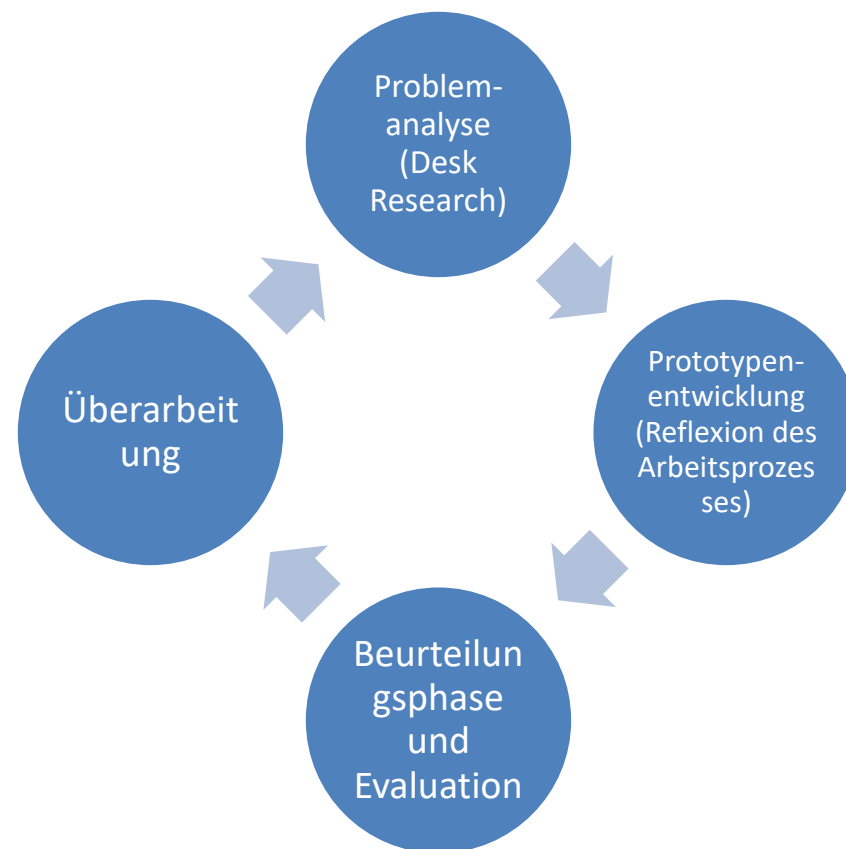 Problem-
analyse
(Desk
Research)
Prototypen-
entwicklung
(Reflexion des
Arbeitsprozes
ses)
Beurteilun
gsphase
und
Evaluation
Überarbeit
ung